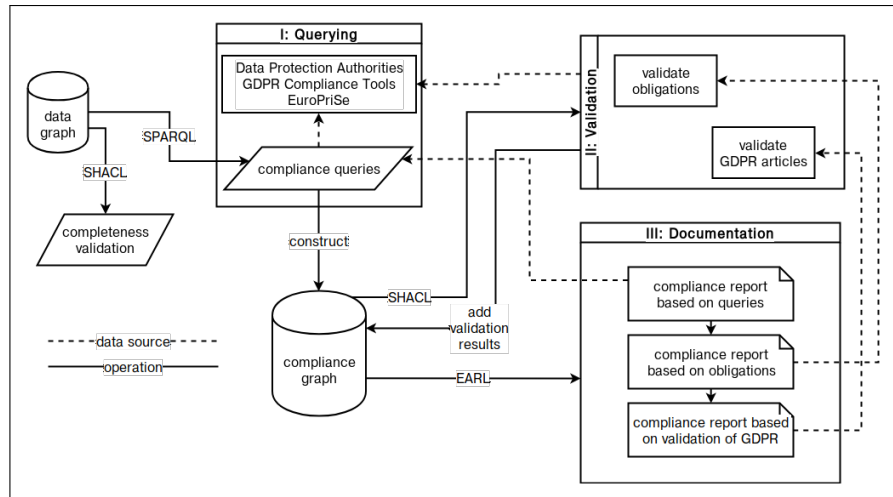 I: Querying
Data Protection Authorities
GDPR Compliance Tools
EuroPriSe
data
graph
SPARQL
SHACL
compliance queries
completeness
validation
construct
II: Validation
validate
obligations
validate
GDPR articles
III: Documentation
compliance report
based on queries
compliance report
based on obligations
compliance report based
on validation of GDPR
SHACL
add
validation
results
compliance
graph
EARL
data source
operation